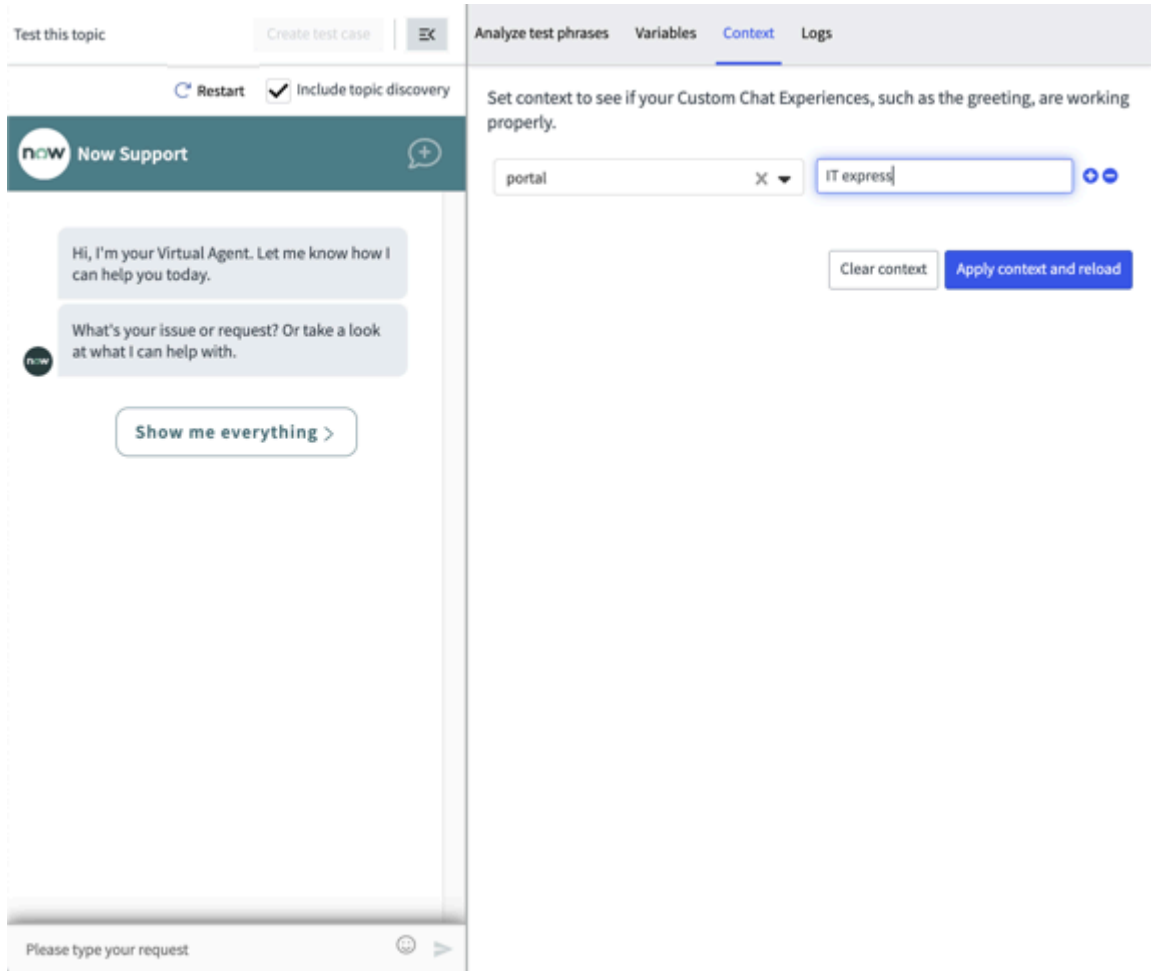 Test this topic
Create test case
Restart
Include topic discovery
now Now Support
Hi, I'm your Virtual Agent. Let me know how I
can help you today.
What's your issue or request? Or take a look
at what I can help with.
now
Show me everything >
Please type your request
Analyze test phrases Variables Context Logs
Set context to see if your Custom Chat Experiences, such as the greeting, are working
properly.
portal
IT express
Clear context
Apply context and reload